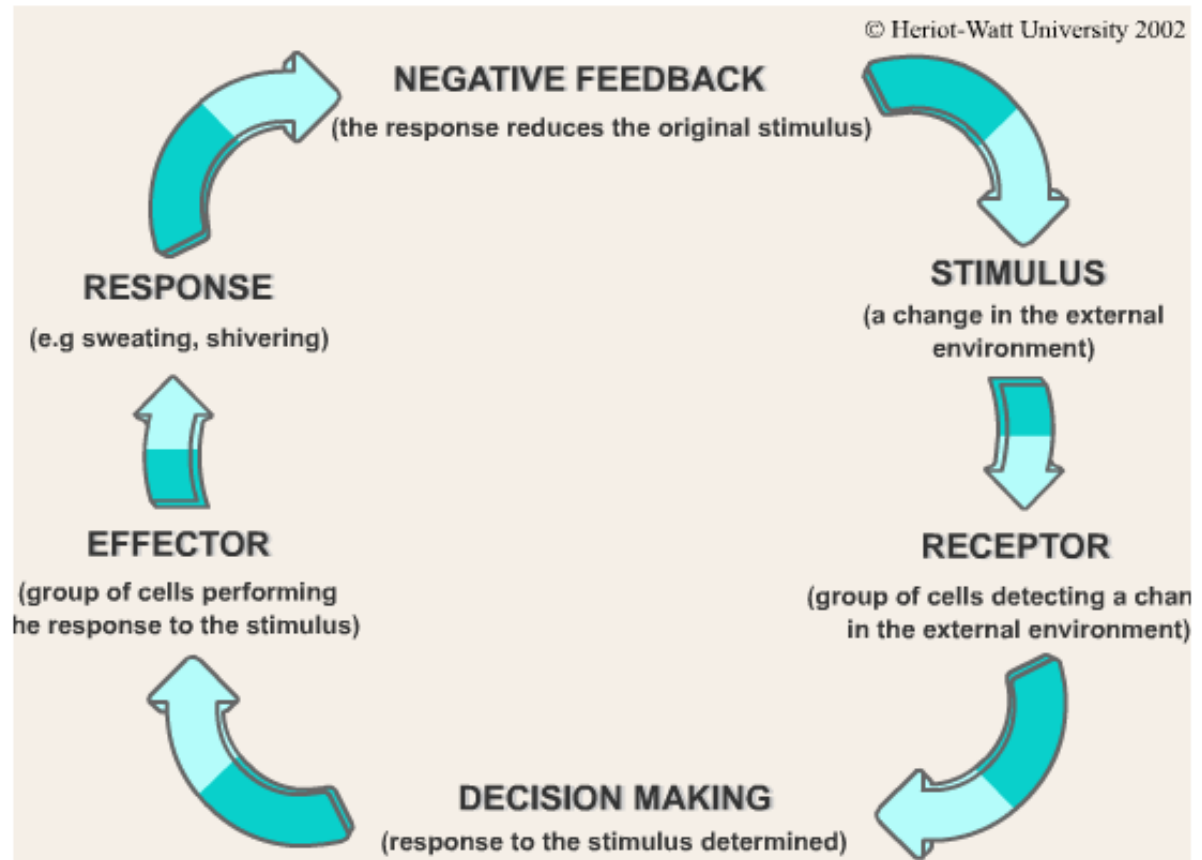 © Heriot-Watt University 2002
NEGATIVE FEEDBACK
(the response reduces the original stimulus)
STIMULUS
(a change in the external
environment)
RECEPTOR
(group of cells detecting a chan
in the external environment)
DECISION MAKING
(response to the stimulus determined)
EFFECTOR
(group of cells performing
he response to the stimulus)
RESPONSE
(e.g sweating, shivering)